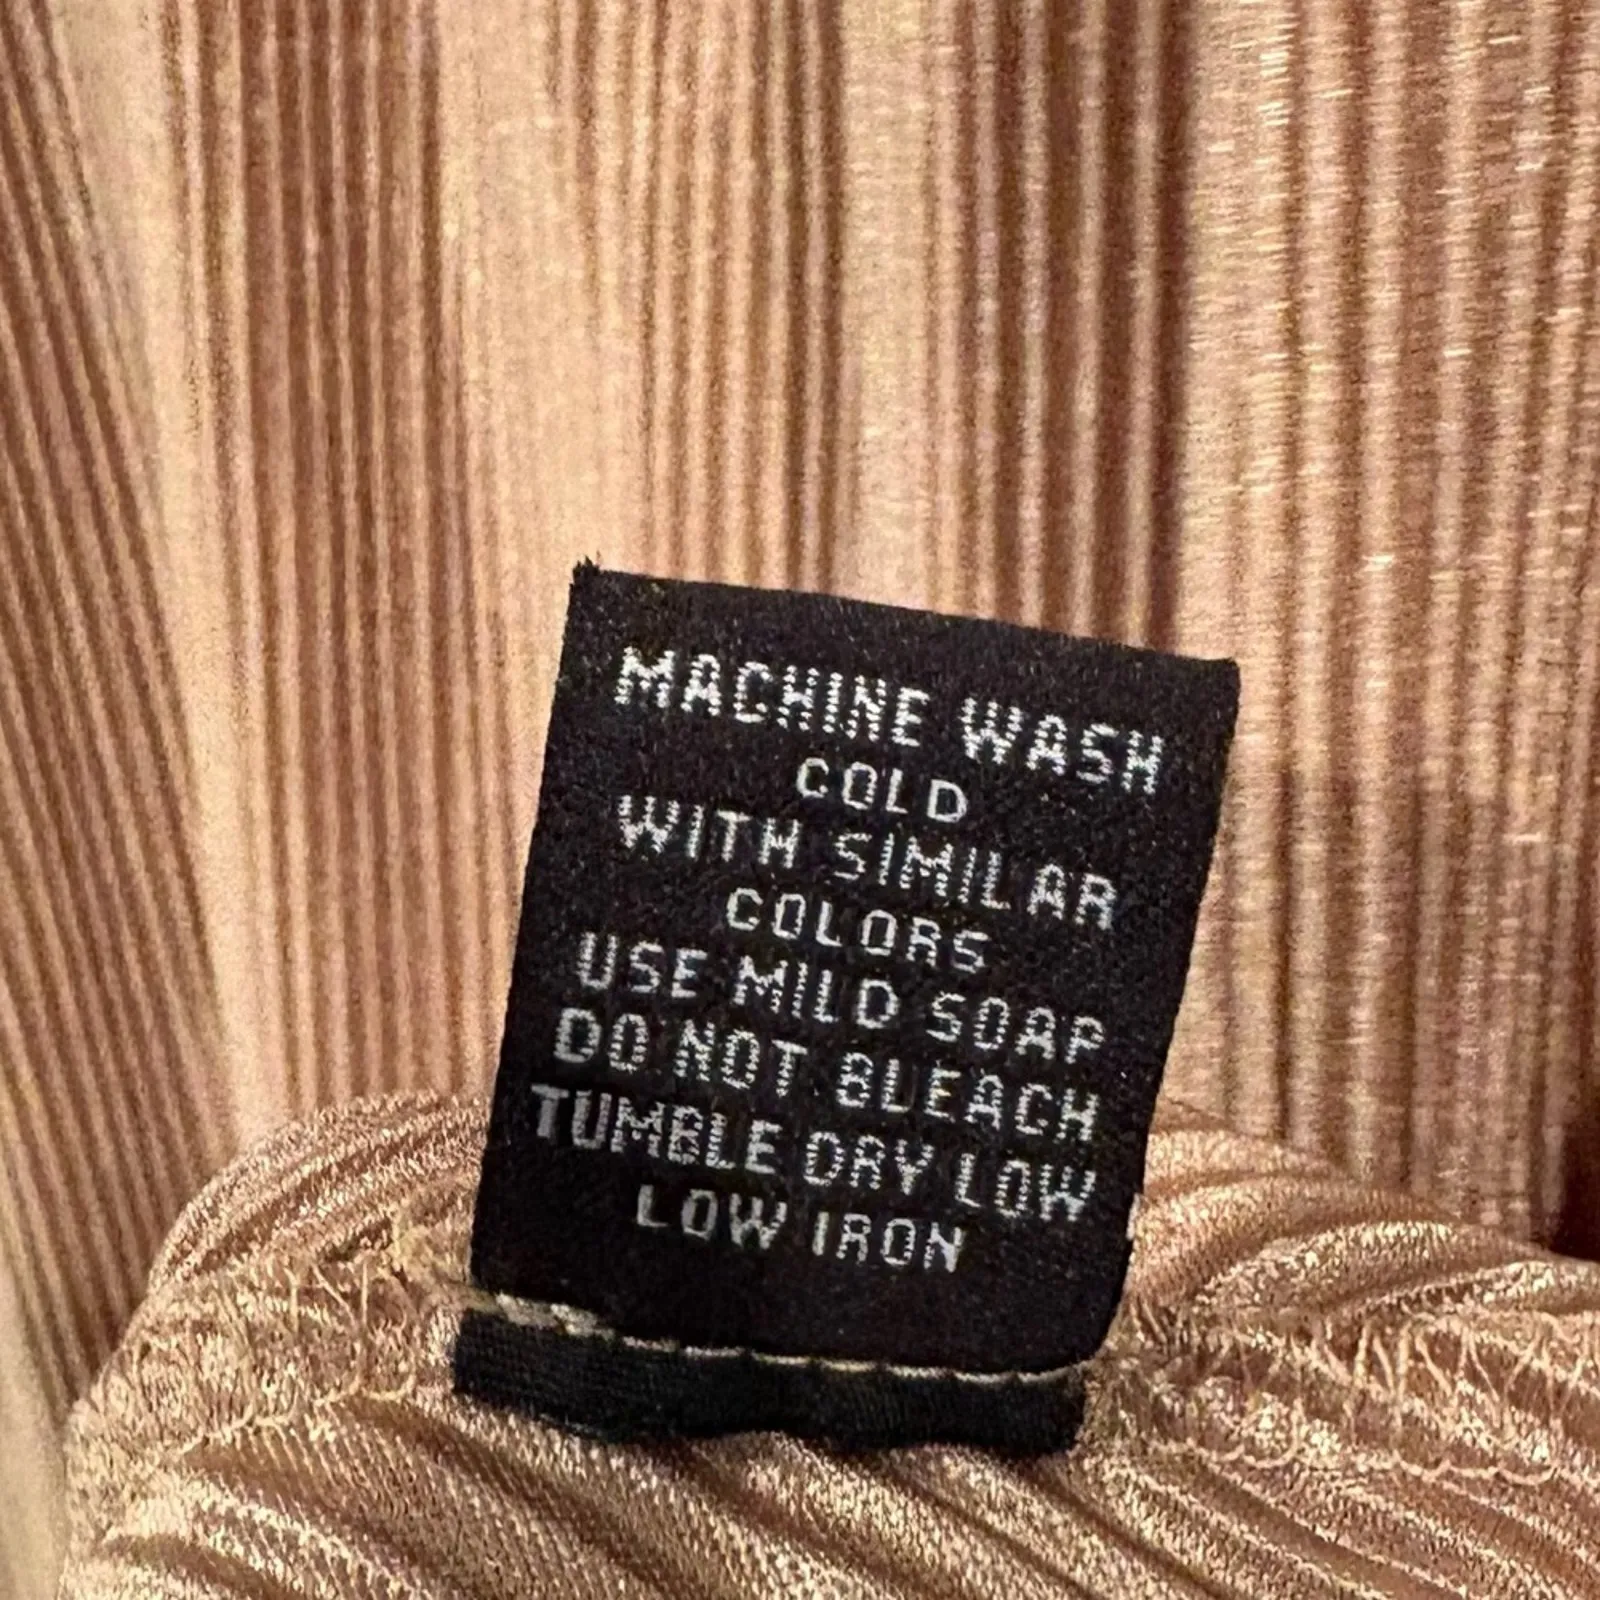 MACHINE WASH
COLD
WITH SIMILAR
COLORS
USE MILD SOAP
DO NOT BLEACH
TUMBLE DRY LOW
LOW IRON